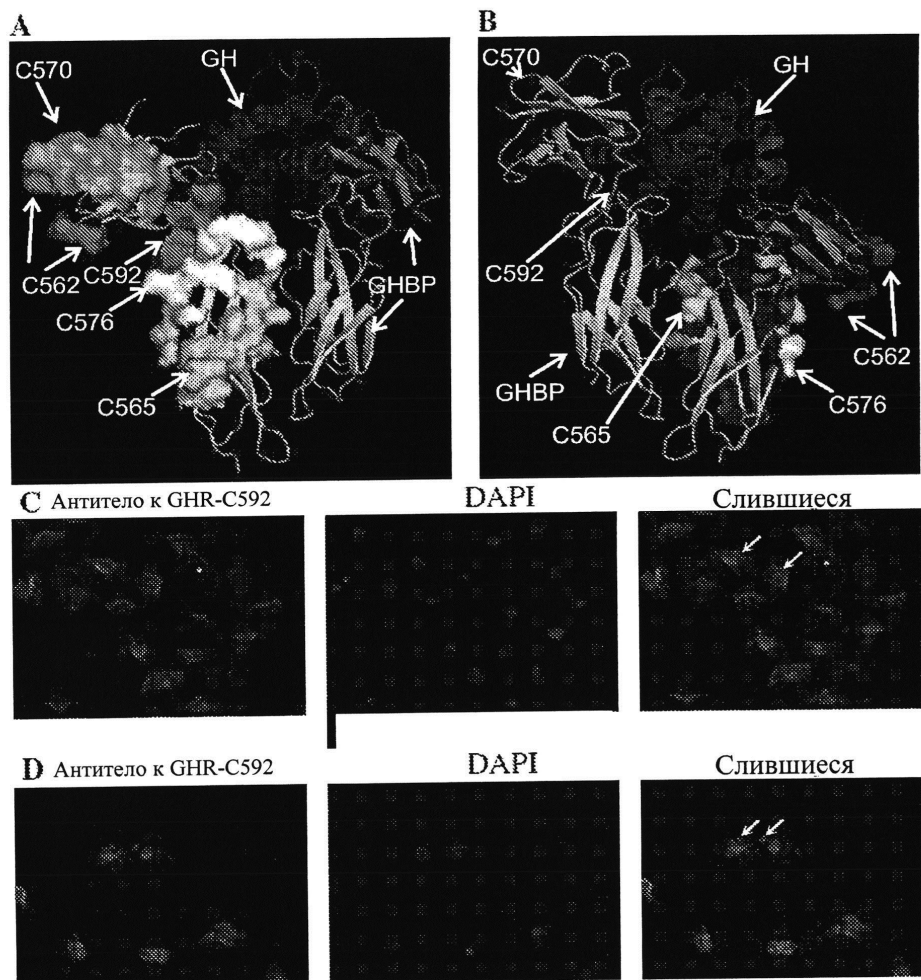 A
B
C570
GH
C562
C592
C576
C565
GHBP
C570
GH
C592
GHBP
C565
C562
C576
C Антитело к GHR-C592
DAPI
Слившиеся
D Антитело к GHR-C592
DAPI
Слившиеся